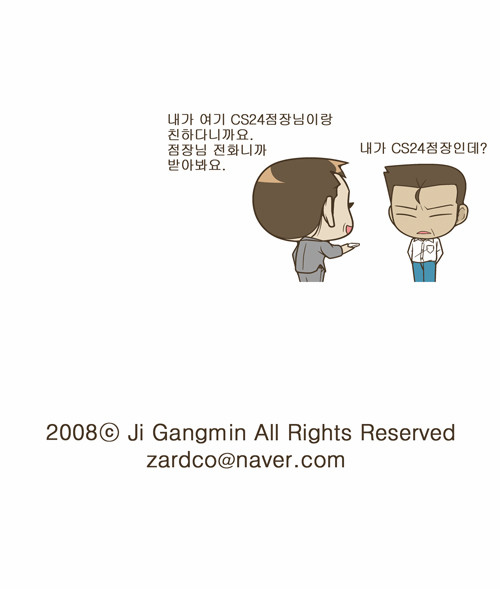 내가 여기 CS24점장님이랑
친하다니까요.
점장님 전화니까
받아봐요.
내가 CS24점장인데?
2008ⓒ Ji Gangmin All Rights Reserved
zardco@naver.com